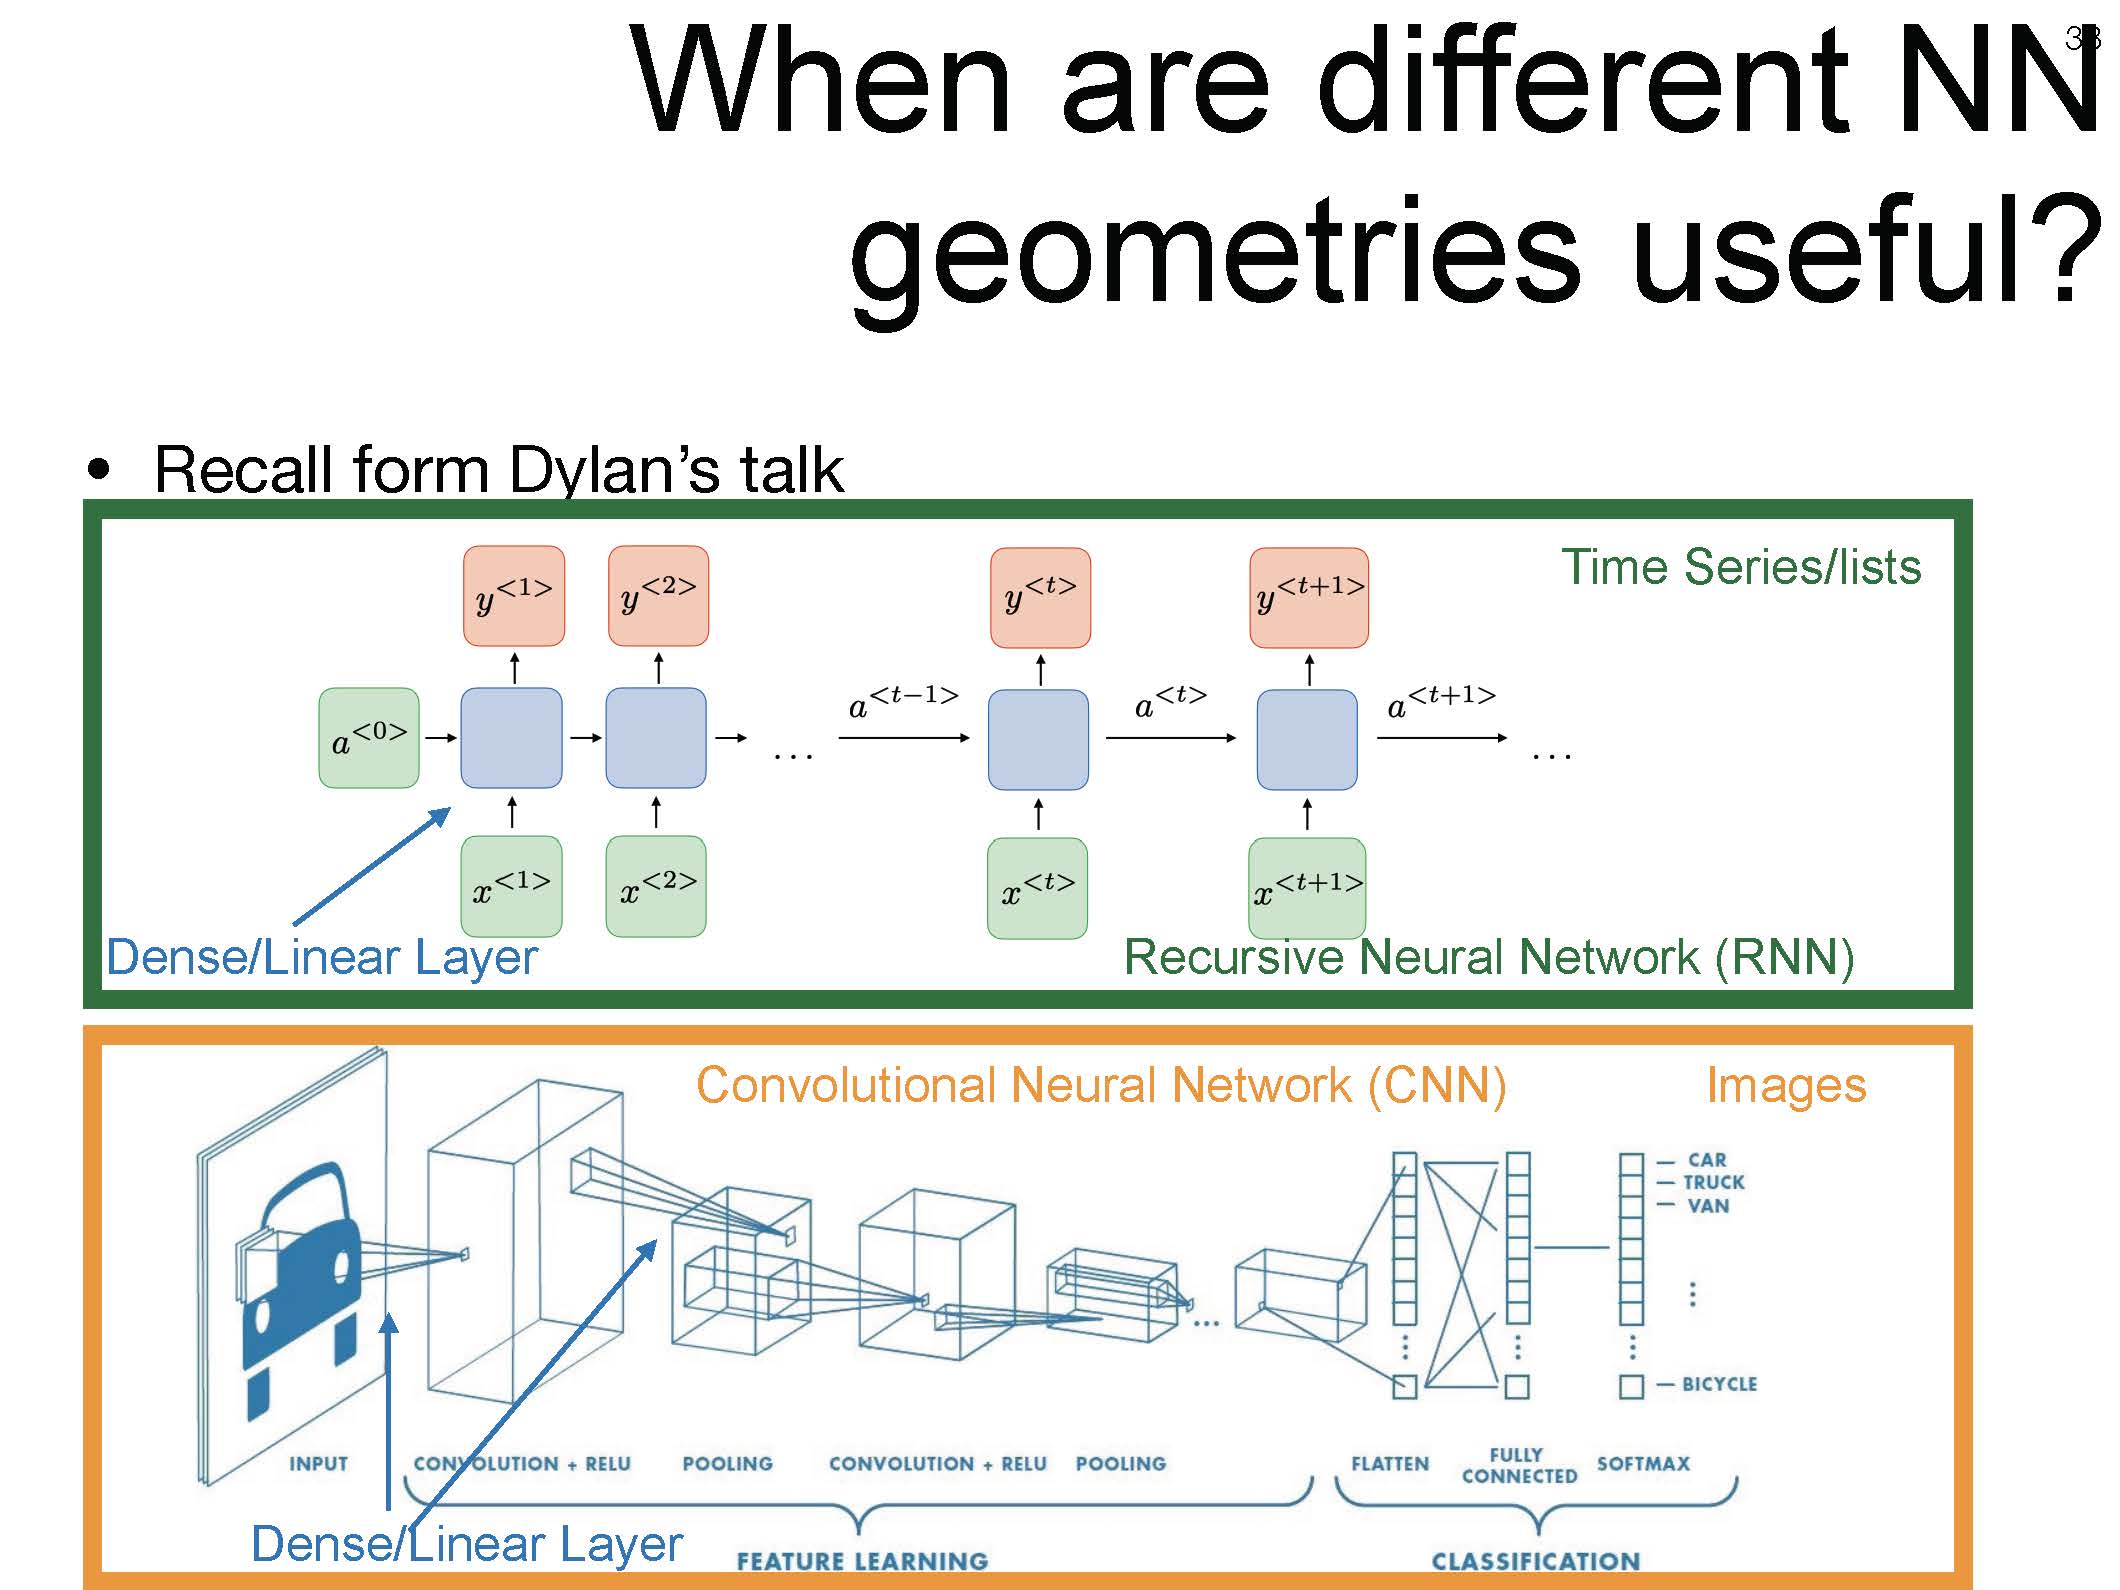 38
When are different NN
geometries useful?
• Recall form Dylan's talk
Time Series/lists
y<1> y<2> y<t> y<t+1>
a<0> ... a<t−1> a<t> a<t+1> ...
x<1> x<2> x<t> x<t+1>
Dense/Linear Layer
Recursive Neural Network (RNN)
Convolutional Neural Network (CNN)
Images
CAR
TRUCK
VAN
BICYCLE
INPUT CONVOLUTION + RELU POOLING CONVOLUTION + RELU POOLING FLATTEN FULLY CONNECTED SOFTMAX
Dense/Linear Layer
FEATURE LEARNING
CLASSIFICATION